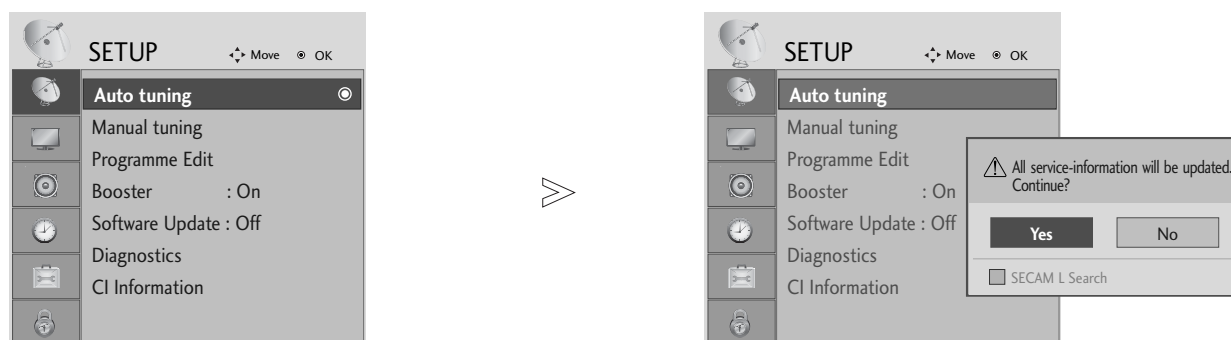 SETUP Move OK
Auto tuning
Manual tuning
Programme Edit
Booster : On
Software Update : Off
Diagnostics
CI Information
SETUP Move OK
Auto tuning
Manual tuning
Programme Edit
Booster : On
Software Update : Off
Diagnostics
CI Information
All service-information will be updated.
Continue?
Yes No
SECAM L Search